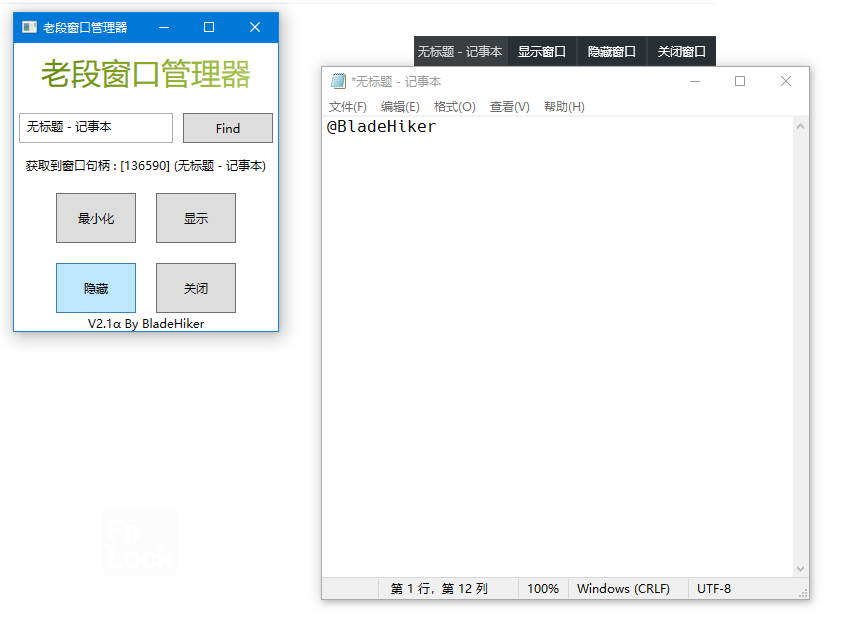 老段窗口管理器
老段窗口管理器
无标题 - 记事本
Find
获取到窗口句柄 : [136590] (无标题 - 记事本)
最小化
显示
隐藏
关闭
V2.1α By BladeHiker
Fn
Lock
无标题 - 记事本
显示窗口
隐藏窗口
关闭窗口
*无标题 - 记事本
文件(F) 编辑(E) 格式(O) 查看(V) 帮助(H)
@BladeHiker
第 1 行，第 12 列
100%
Windows (CRLF)
UTF-8